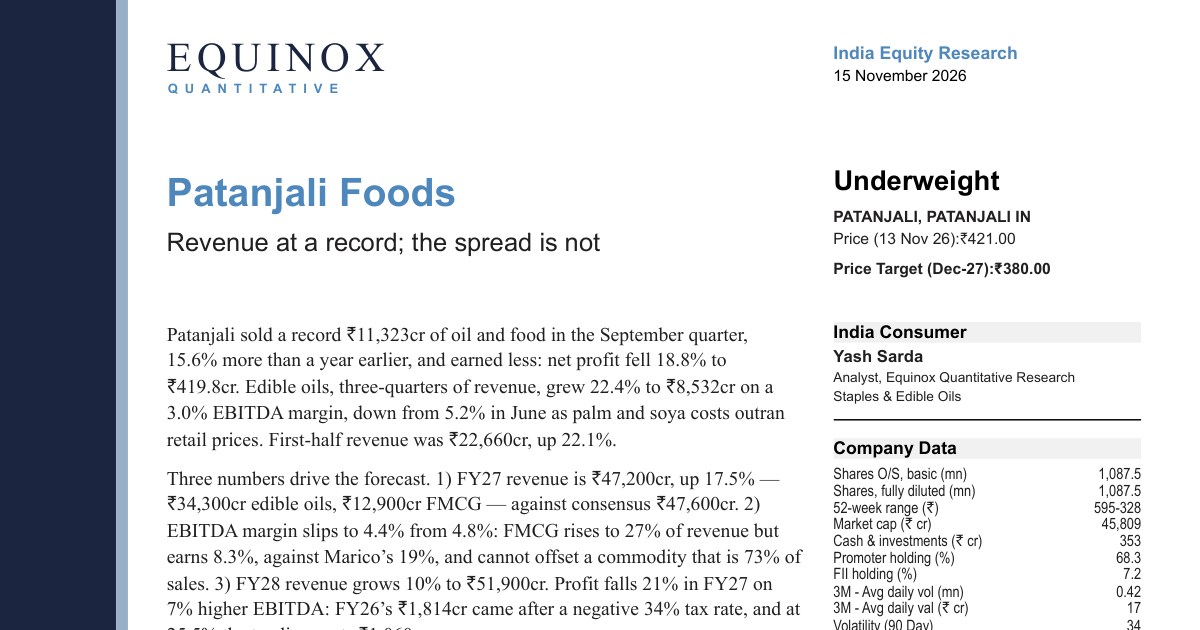 EQUINOX
QUANTITATIVE
India Equity Research
15 November 2026
Patanjali Foods
Revenue at a record; the spread is not
Underweight
PATANJALI, PATANJALI IN
Price (13 Nov 26):₹421.00
Price Target (Dec-27):₹380.00
Patanjali sold a record ₹11,323cr of oil and food in the September quarter,
15.6% more than a year earlier, and earned less: net profit fell 18.8% to
₹419.8cr. Edible oils, three-quarters of revenue, grew 22.4% to ₹8,532cr on a
3.0% EBITDA margin, down from 5.2% in June as palm and soya costs outran
retail prices. First-half revenue was ₹22,660cr, up 22.1%.
Three numbers drive the forecast. 1) FY27 revenue is ₹47,200cr, up 17.5% —
₹34,300cr edible oils, ₹12,900cr FMCG — against consensus ₹47,600cr. 2)
EBITDA margin slips to 4.4% from 4.8%: FMCG rises to 27% of revenue but
earns 8.3%, against Marico’s 19%, and cannot offset a commodity that is 73% of
sales. 3) FY28 revenue grows 10% to ₹51,900cr. Profit falls 21% in FY27 on
7% higher EBITDA: FY26’s ₹1,814cr came after a negative 34% tax rate, and at
India Consumer
Yash Sarda
Analyst, Equinox Quantitative Research
Staples & Edible Oils
Company Data
Shares O/S, basic (mn) 1,087.5
Shares, fully diluted (mn) 1,087.5
52-week range (₹) 595-328
Market cap (₹ cr) 45,809
Cash & investments (₹ cr) 353
Promoter holding (%) 68.3
FII holding (%) 7.2
3M - Avg daily vol (mn) 0.42
3M - Avg daily val (₹ cr) 17
Volatility (90 Day) 34